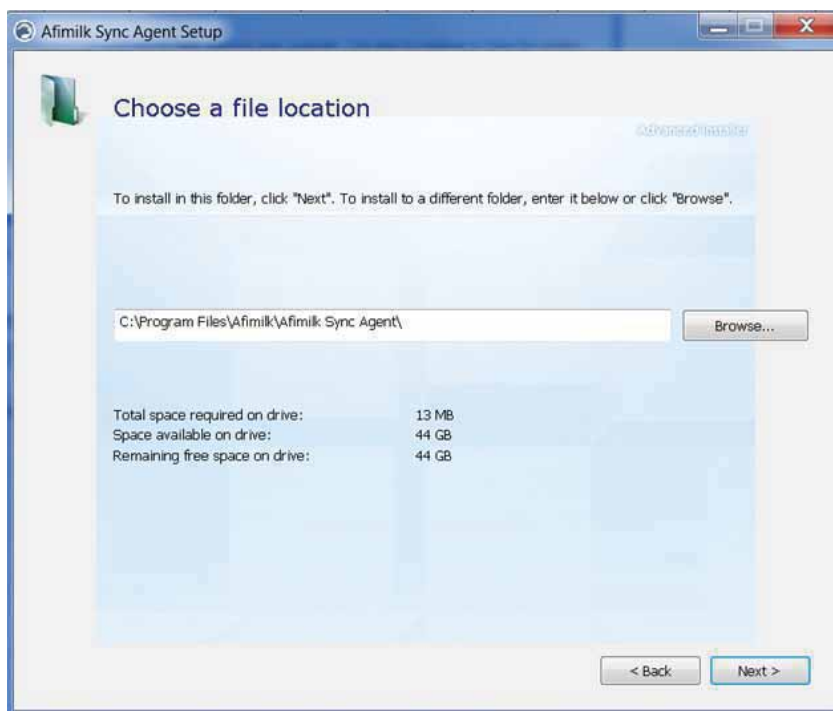 Afimilk Sync Agent Setup
Choose a file location
Advanced Installer
To install in this folder, click "Next". To install to a different folder, enter it below or click "Browse".
C:\Program Files\Afimilk\Afimilk Sync Agent\
Browse...
Total space required on drive: 13 MB
Space available on drive: 44 GB
Remaining free space on drive: 44 GB
< Back Next >